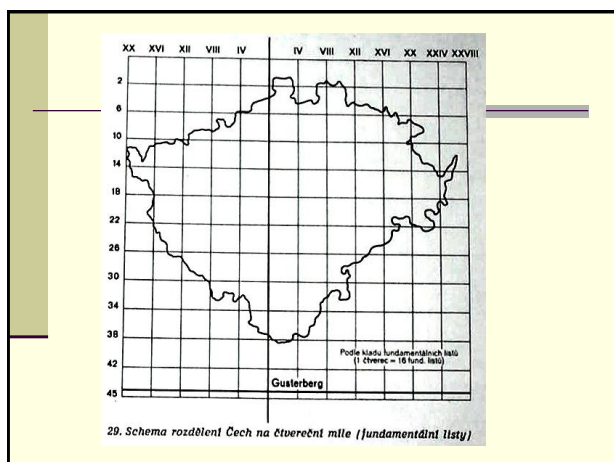 XX XVI XII VIII IV IV VIII XII XVI XX XXIV XXVIII
2
6
10
14
18
22
26
30
34
38
42
45
Podle kladu fundamentálních listů
(1 čtverec = 16 fund. listů)
Gusterberg
29. Schema rozdělení Čech na čtvereční míle (fundamentální listy)